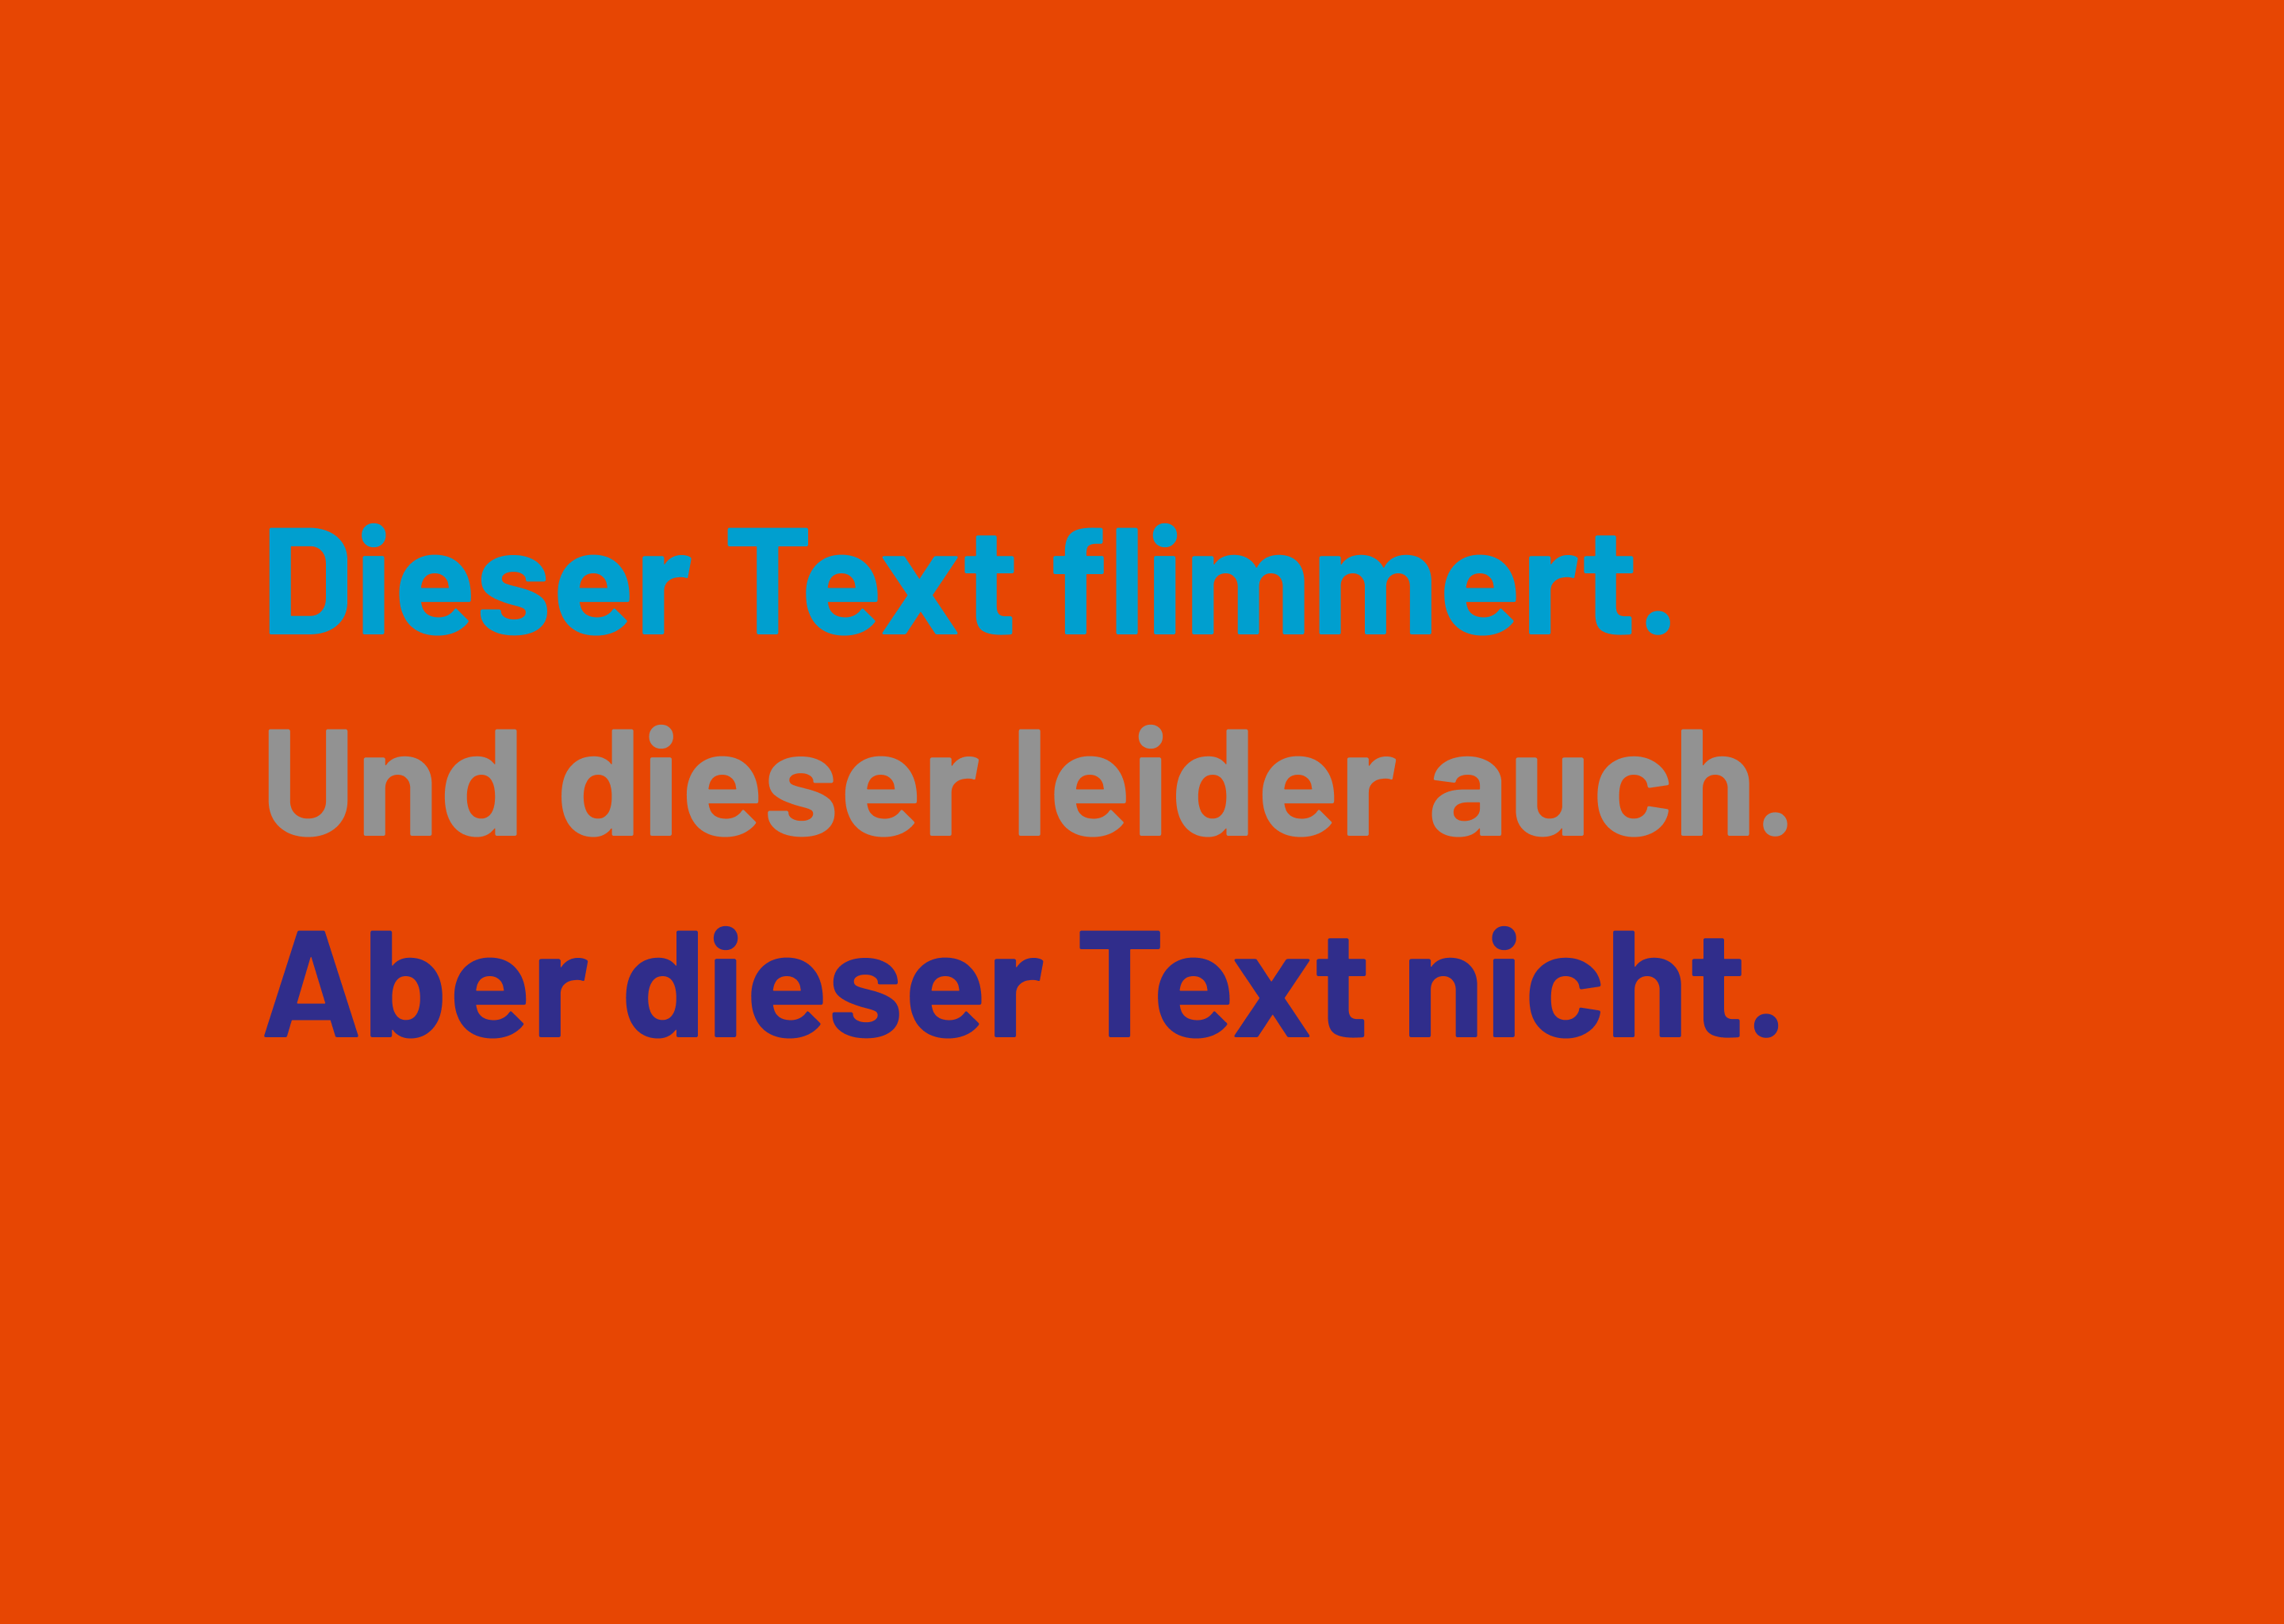 Dieser Text flimmert.
Und dieser leider auch.
Aber dieser Text nicht.